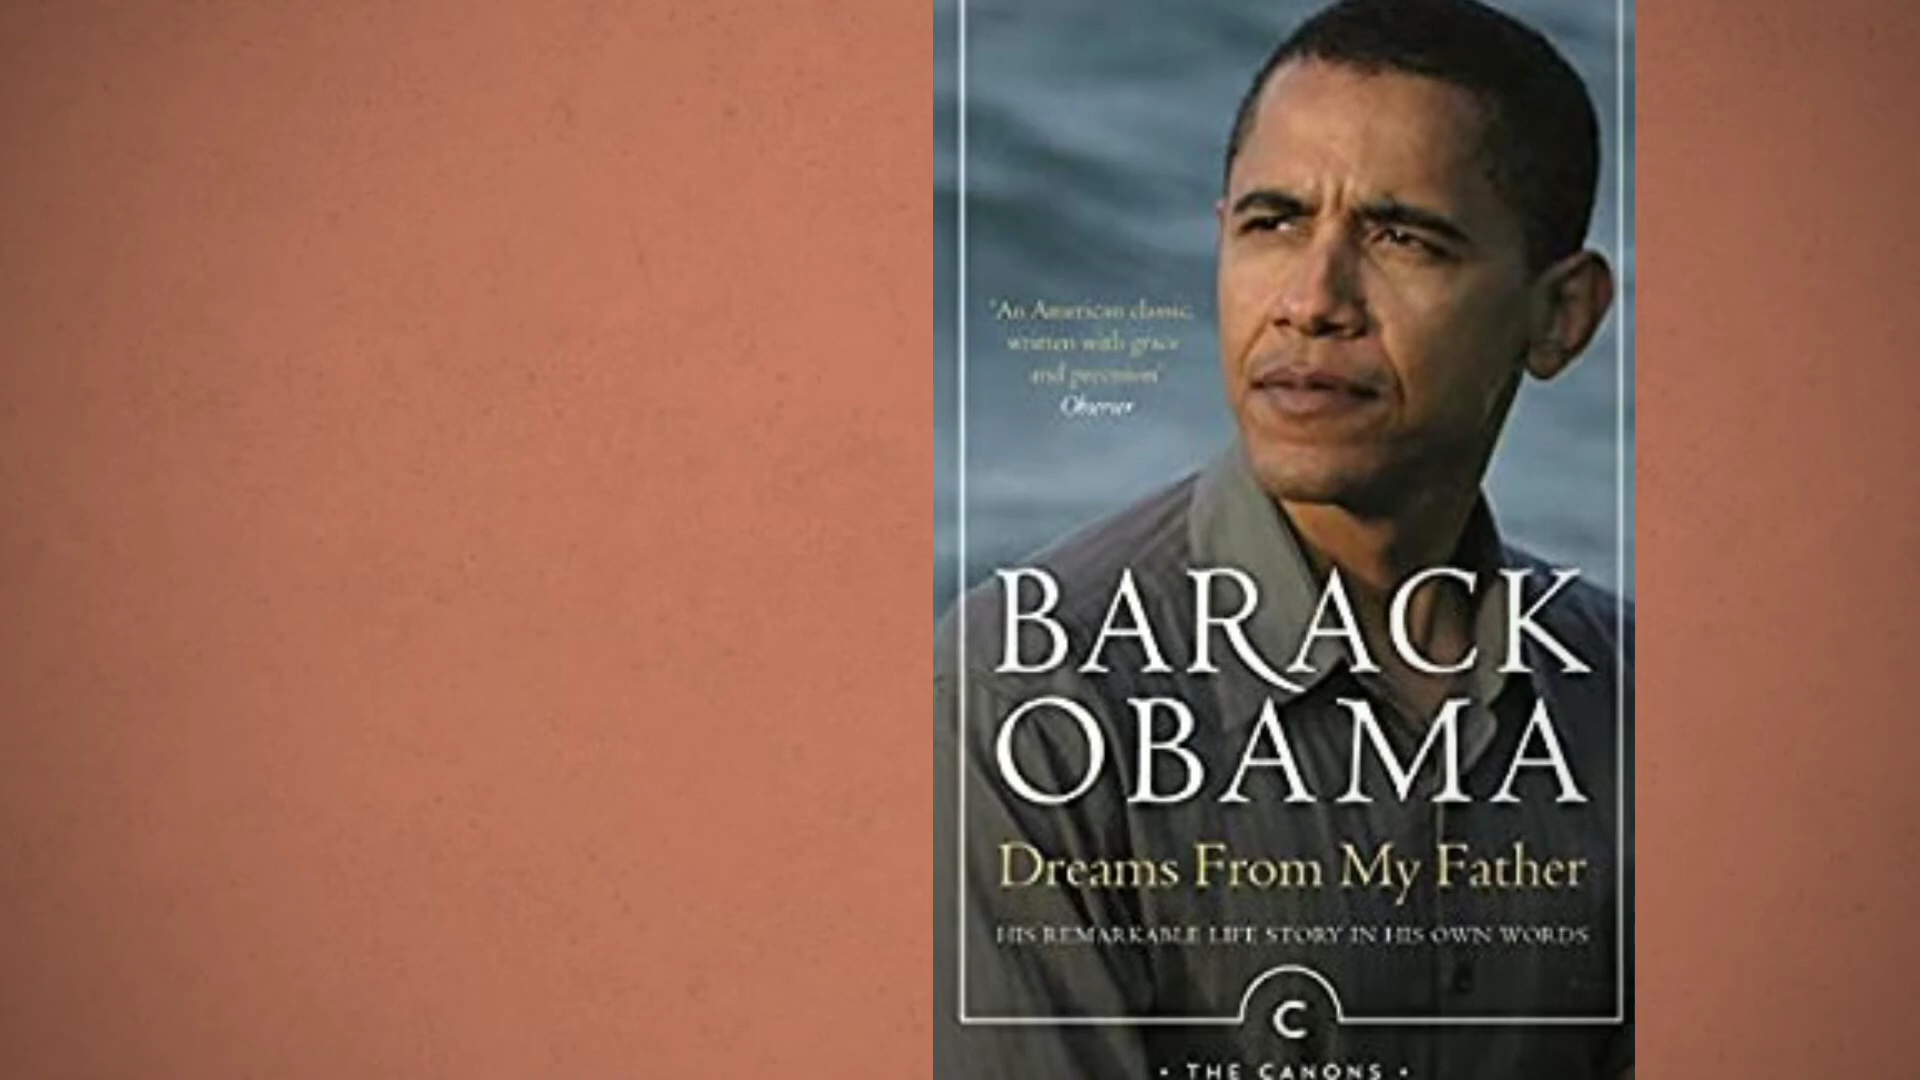 'An American classic,
written with grace
and precision'
Observer
BARACK
OBAMA
Dreams From My Father
HIS REMARKABLE LIFE STORY IN HIS OWN WORDS
C
• THE CANONS •